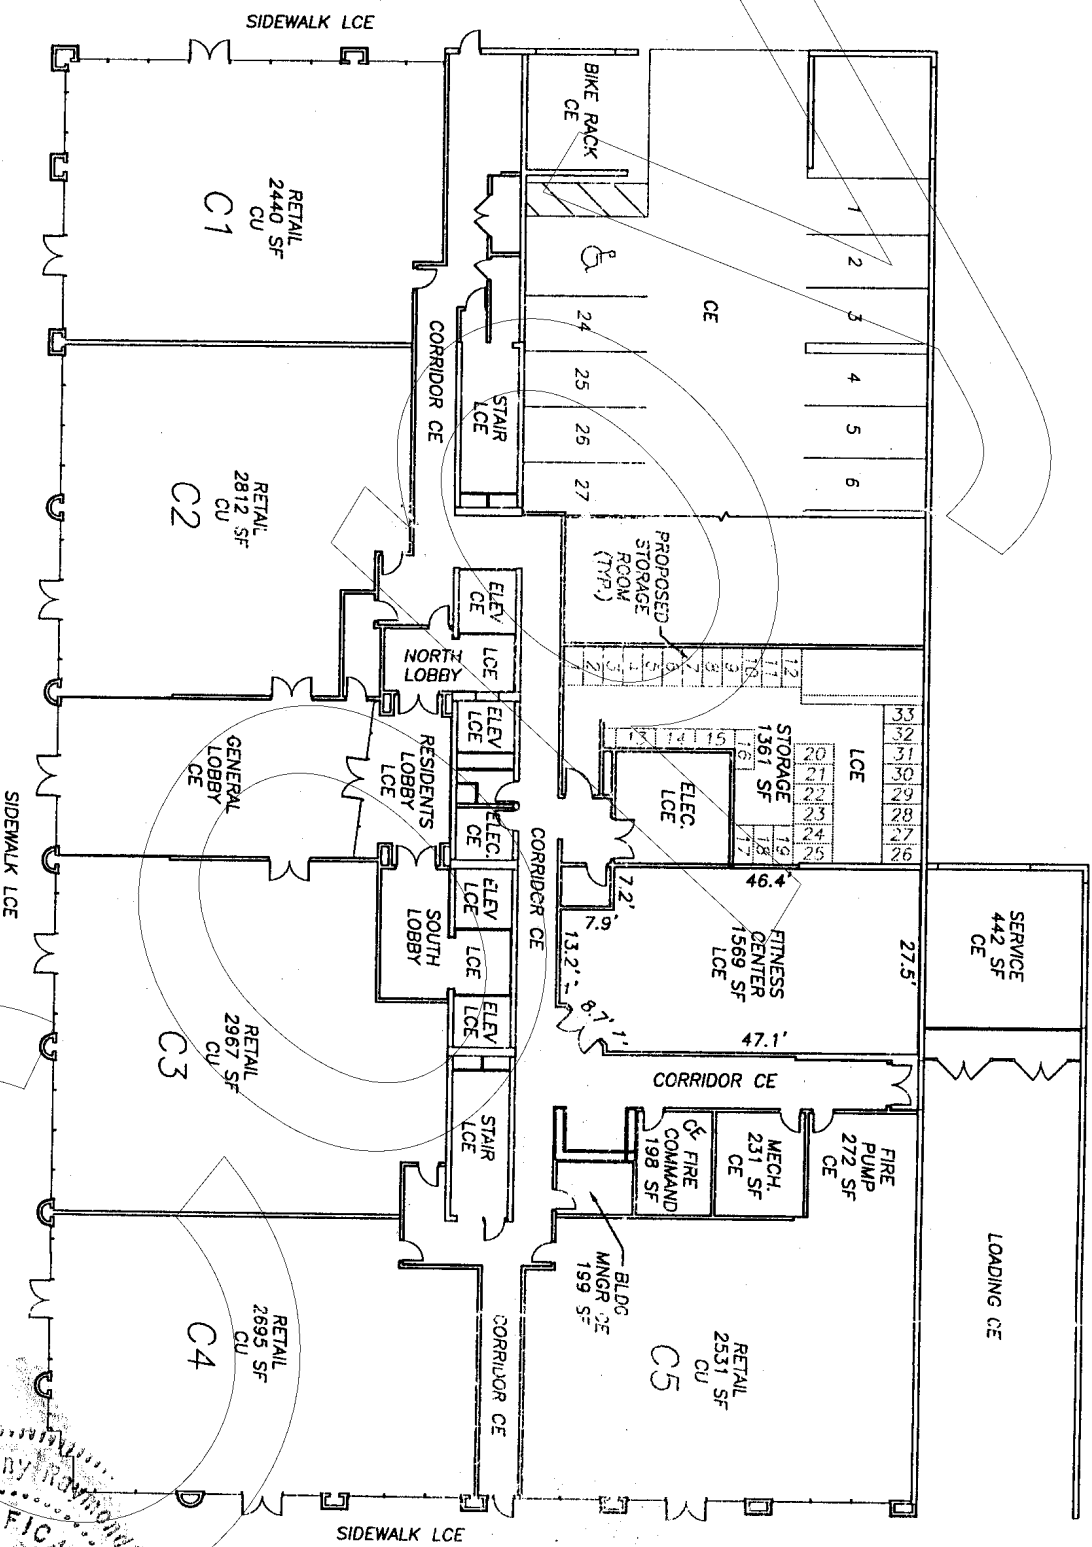 SIDEWALK LCE
BIKE RACK
CE
RETAIL
2440 SF
CU
C1
1
2
3
4
5
6
CE
24
25
26
27
CORRIDOR CE
STAIR
LCE
RETAIL
2812 SF
CU
C2
PROPOSED
STORAGE
ROOM
(TYP.)
ELEV
CE
LCE
NORTH
LOBBY
1
2
3
4
5
6
7
8
9
10
11
12
13
14
15
16
17
18
19
20
21
22
23
24
25
33
32
31
30
29
28
27
26
STORAGE
1361 SF
LCE
ELEC.
LCE
ELEV
LCE
RESIDENTS
LOBBY
LCE
GENERAL
LOBBY
CE
ELEC.
CE
CORRIDOR CE
SIDEWALK LCE
46.4'
7.2'
7.9'
13.2'
8.7'
1'
47.1'
27.5'
FITNESS
CENTER
1569 SF
LCE
SERVICE
442 SF
CE
ELEV
LCE
LCE
SOUTH
LOBBY
ELEV
LCE
RETAIL
2967 SF
CU
C3
CORRIDOR CE
STAIR
LCE
CE FIRE
COMMAND
198 SF
MECH.
231 SF
CE
FIRE
PUMP
272 SF
CE
LOADING CE
BLDG
MNGR CE
199 SF
RETAIL
2695 SF
CU
C4
CORRIDOR CE
RETAIL
2531 SF
CU
C5
SIDEWALK LCE